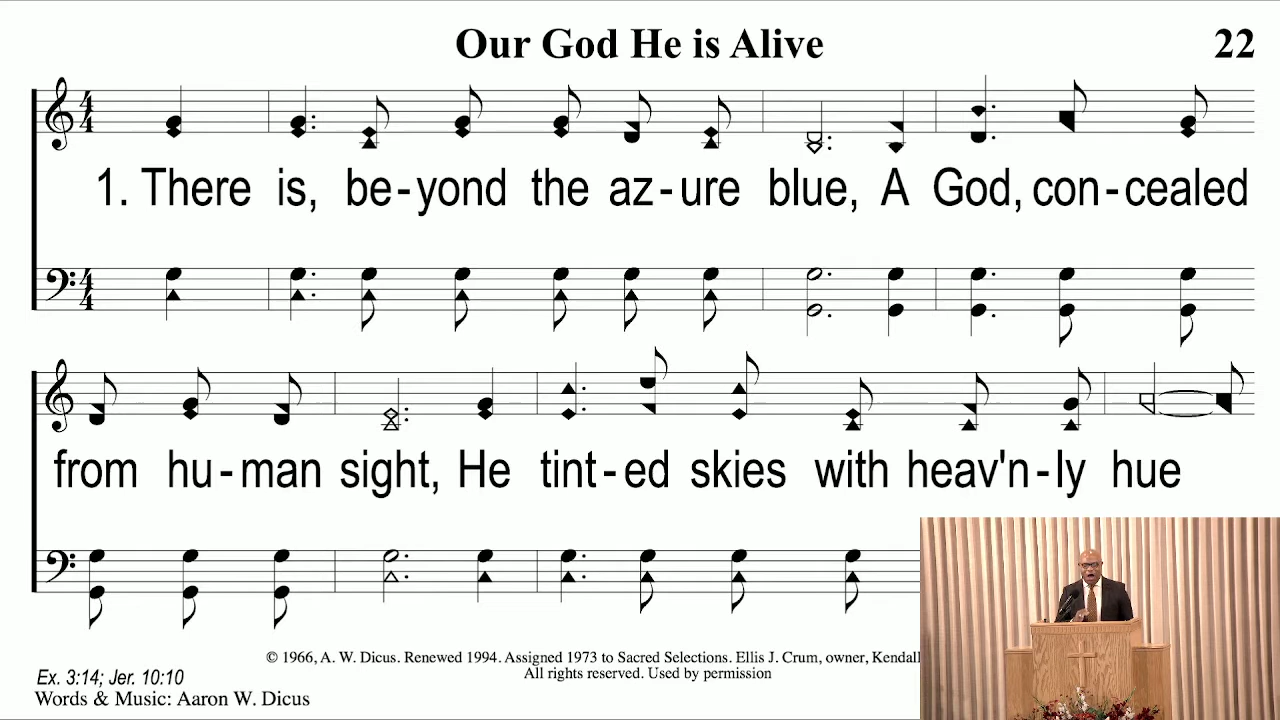 Our God He is Alive 22
1. There is, be-yond the az-ure blue, A God, con-cealed
from hu-man sight, He tint-ed skies with heav'n-ly hue
© 1966, A. W. Dicus. Renewed 1994. Assigned 1973 to Sacred Selections. Ellis J. Crum, owner, Kendall
All rights reserved. Used by permission
Ex. 3:14; Jer. 10:10
Words & Music: Aaron W. Dicus